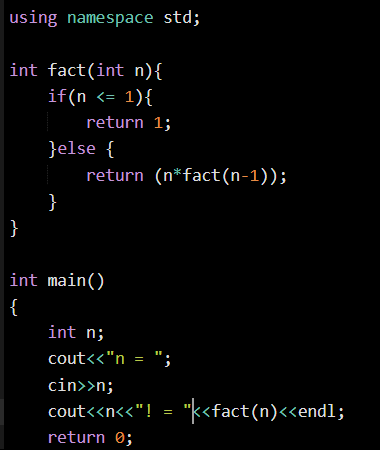 using namespace std;
int fact(int n){
if(n <= 1){
return 1;
}else {
return (n*fact(n-1));
}
}
int main()
{
int n;
cout<<"n = ";
cin>>n;
cout<<n<<"! = "<<fact(n)<<endl;
return 0;